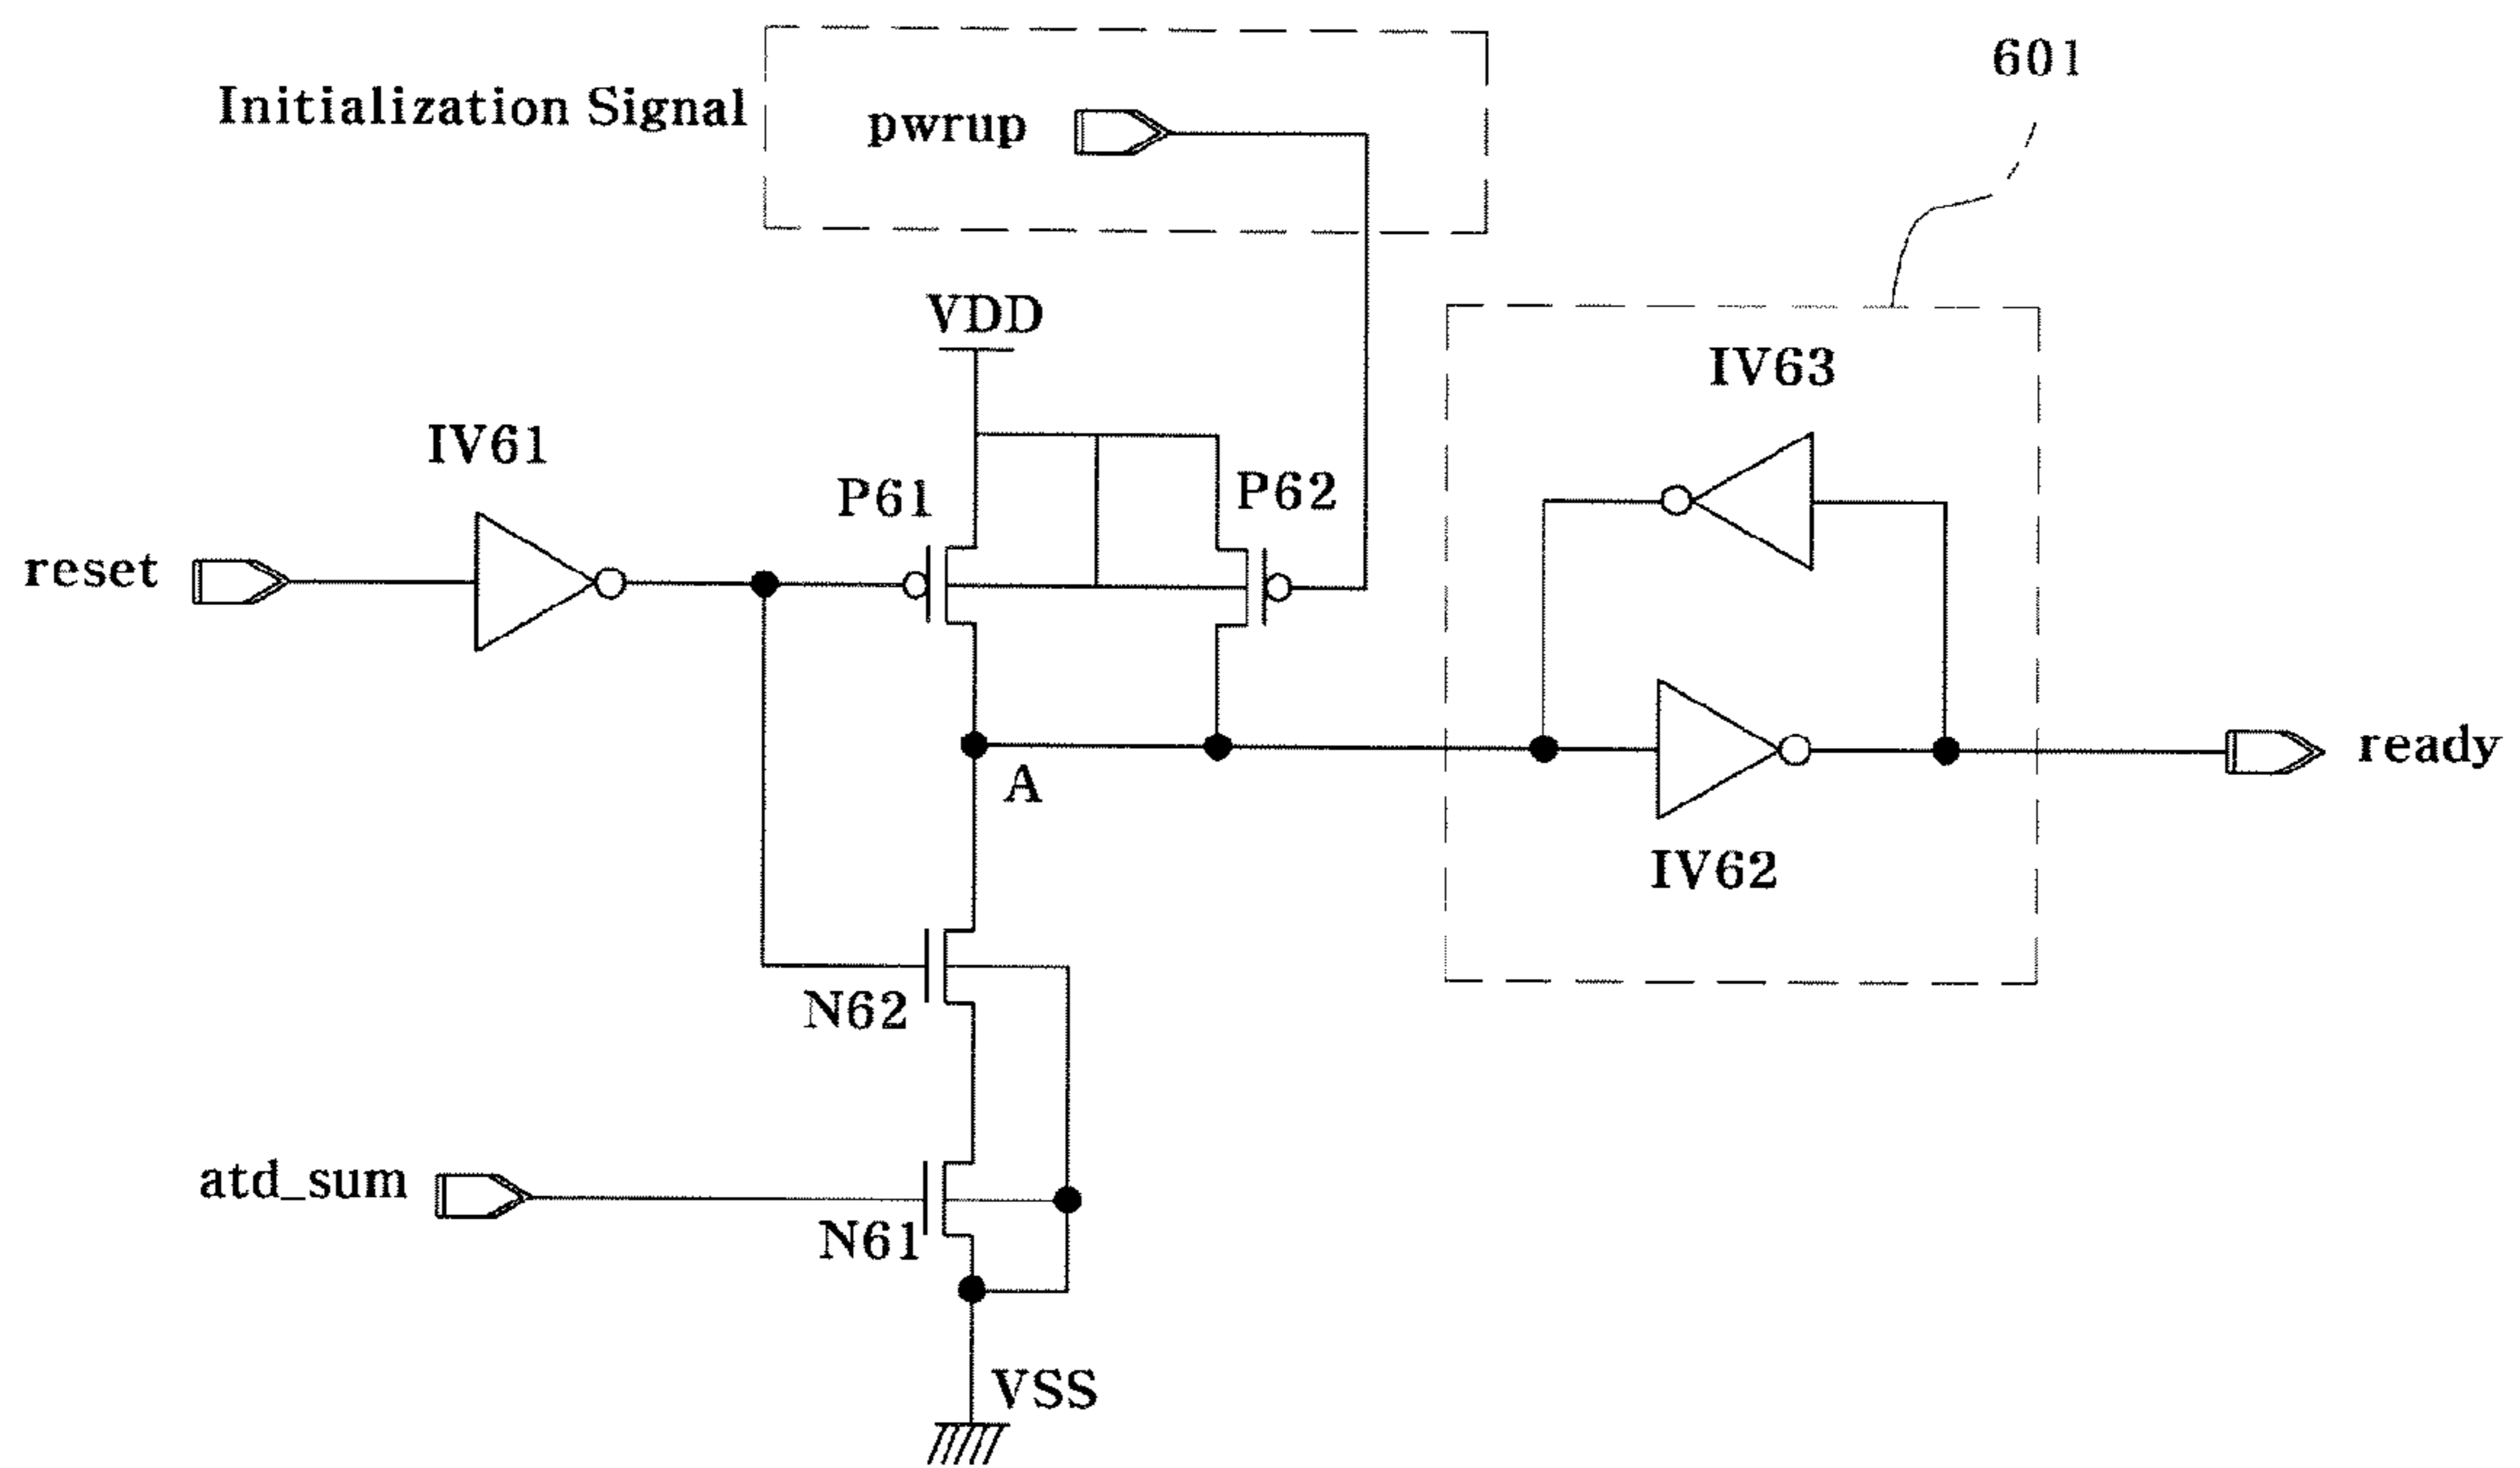 601
Initialization Signal
pwrup
VDD
IV63
IV61
P61
P62
reset
ready
A
IV62
N62
atd_sum
N61
VSS